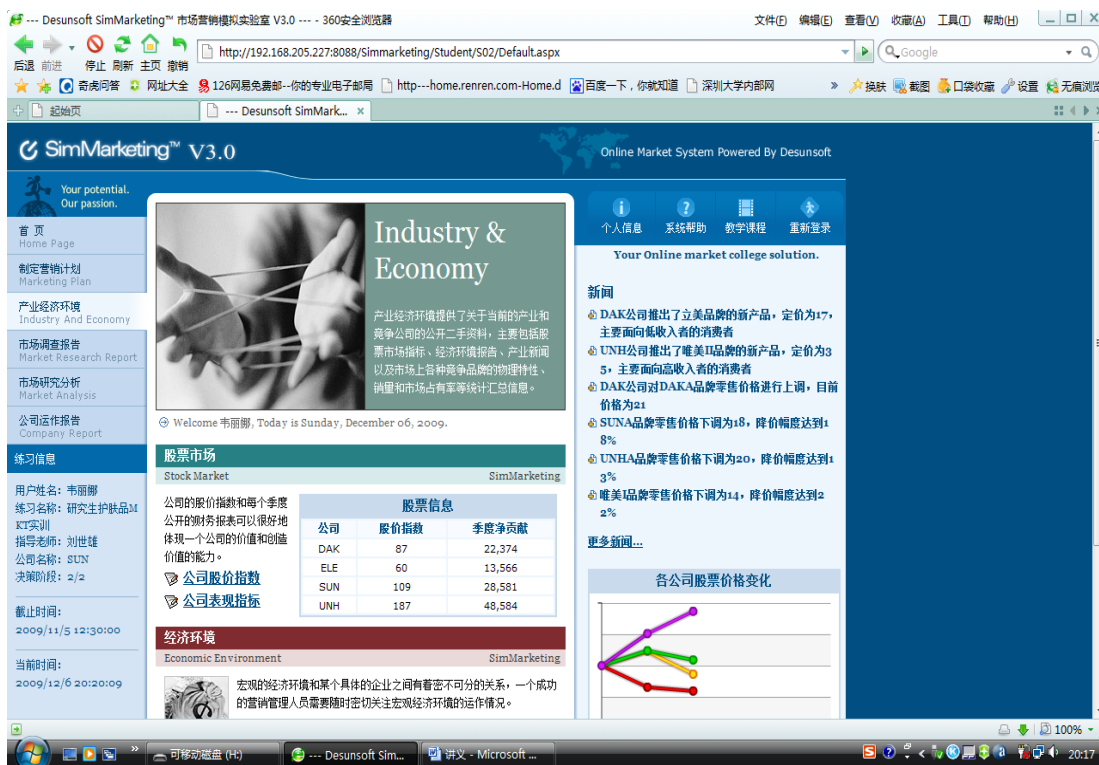 --- Desunsoft SimMarketing™ 市场营销模拟实验室 V3.0 --- - 360安全浏览器
文件(F) 编辑(E) 查看(V) 收藏(A) 工具(T) 帮助(H)
http://192.168.205.227:8088/Simmarketing/Student/S02/Default.aspx
Google
后退 前进 停止 刷新 主页 撤销
奇虎问答 网址大全 126网易免费邮--你的专业电子邮局 http---home.renren.com-Home.d 百度一下,你就知道 深圳大学内部网 » 换肤 截图 口袋收藏 设置 无痕浏览
起始页 --- Desunsoft SimMark...
SimMarketing™ V3.0
Online Market System Powered By Desunsoft
Your potential.
Our passion.
首 页
Home Page
制定营销计划
Marketing Plan
产业经济环境
Industry And Economy
市场调查报告
Market Research Report
市场研究分析
Market Analysis
公司运作报告
Company Report
练习信息
用户姓名: 韦丽娜
练习名称: 研究生护肤品M
KT实训
指导老师: 刘世雄
公司名称: SUN
决策阶段: 2/2
截止时间:
2009/11/5 12:30:00
当前时间:
2009/12/6 20:20:09
Industry &
Economy
产业经济环境提供了关于当前的产业和
竞争公司的公开二手资料,主要包括股
票市场指标、经济环境报告、产业新闻
以及市场上各种竞争品牌的物理特性、
销量和市场占有率等统计汇总信息。
Welcome 韦丽娜, Today is Sunday, December 06, 2009.
股票市场
Stock Market SimMarketing
公司的股价指数和每个季度
公开的财务报表可以很好地
体现一个公司的价值和创造
价值的能力。
公司股价指数
公司表现指标
股票信息
公司 股价指数 季度净贡献
DAK 87 22,374
ELE 60 13,566
SUN 109 28,581
UNH 187 48,584
经济环境
Economic Environment SimMarketing
宏观的经济环境和某个具体的企业之间有着密不可分的关系,一个成功
的营销管理人员需要随时密切关注宏观经济环境的运作情况。
个人信息 系统帮助 教学课程 重新登录
Your Online market college solution.
新闻
DAK公司推出了立美品牌的新产品,定价为17,
主要面向低收入者的消费者
UNH公司推出了唯美II品牌的新产品,定价为3
5,主要面向高收入者的消费者
DAK公司对DAKA品牌零售价格进行上调,目前
价格为21
SUNA品牌零售价格下调为18,降价幅度达到1
8%
UNHA品牌零售价格下调为20,降价幅度达到1
3%
唯美I品牌零售价格下调为14,降价幅度达到2
2%
更多新闻...
各公司股票价格变化
100%
可移动磁盘 (H:) --- Desunsoft Sim... 讲义 - Microsoft ... 20:17